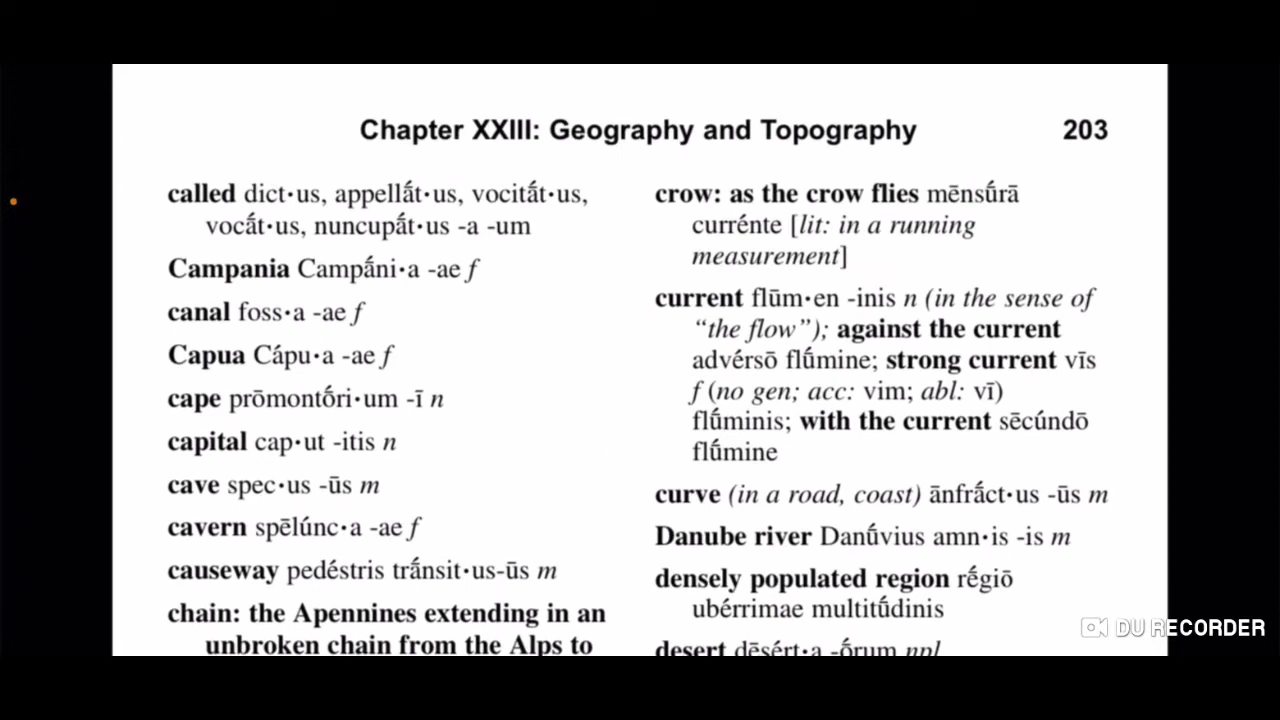 Chapter XXIII: Geography and Topography 203
called dict•us, appellā́t•us, vocitā́t•us,
vocā́t•us, nuncupā́t•us -a -um
Campania Campā́ni•a -ae f
canal foss•a -ae f
Capua Cápu•a -ae f
cape prōmontṓri•um -ī n
capital cap•ut -itis n
cave spec•us -ūs m
cavern spēlúnc•a -ae f
causeway pedéstris trā́nsit•us-ūs m
chain: the Apennines extending in an
unbroken chain from the Alps to
crow: as the crow flies mēnsū́rā
currénte [lit: in a running
measurement]
current flūm•en -inis n (in the sense of
“the flow”); against the current
advérsō flū́mine; strong current vīs
f (no gen; acc: vim; abl: vī)
flū́minis; with the current sēcúndō
flū́mine
curve (in a road, coast) ānfrā́ct•us -ūs m
Danube river Danū́vius amn•is -is m
densely populated region rḗgiō
ubérrimae multitū́dinis
desert dēsért•a -ṓrum npl
DU RECORDER